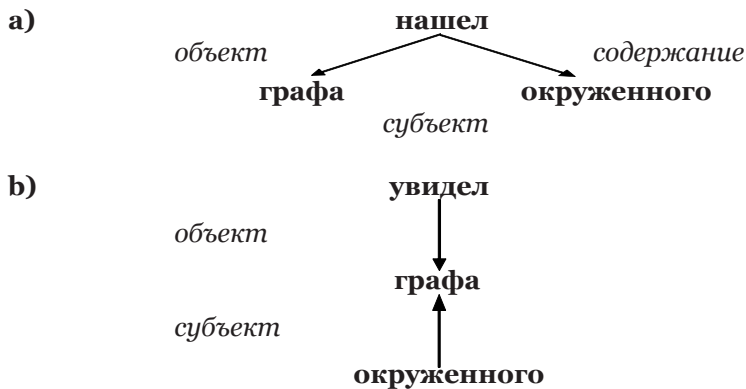 a) нашел
объект содержание
графа окруженного
субъект
b) увидел
объект
графа
субъект
окруженного